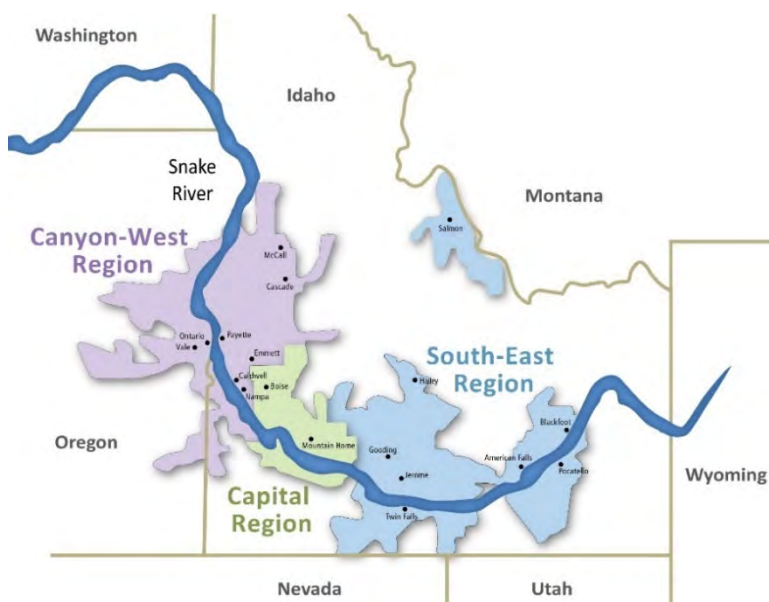 Washington
Idaho
Snake
River
Montana
Salmon
Canyon-West
Region
McCall
Cascade
Ontario
Payette
Vale
Emmett
South-East
Region
Caldwell
Boise
Nampa
Hailey
Blackfoot
Oregon
Mountain Home
Gooding
American Falls
Pocatello
Wyoming
Jerome
Capital
Region
Twin Falls
Nevada
Utah